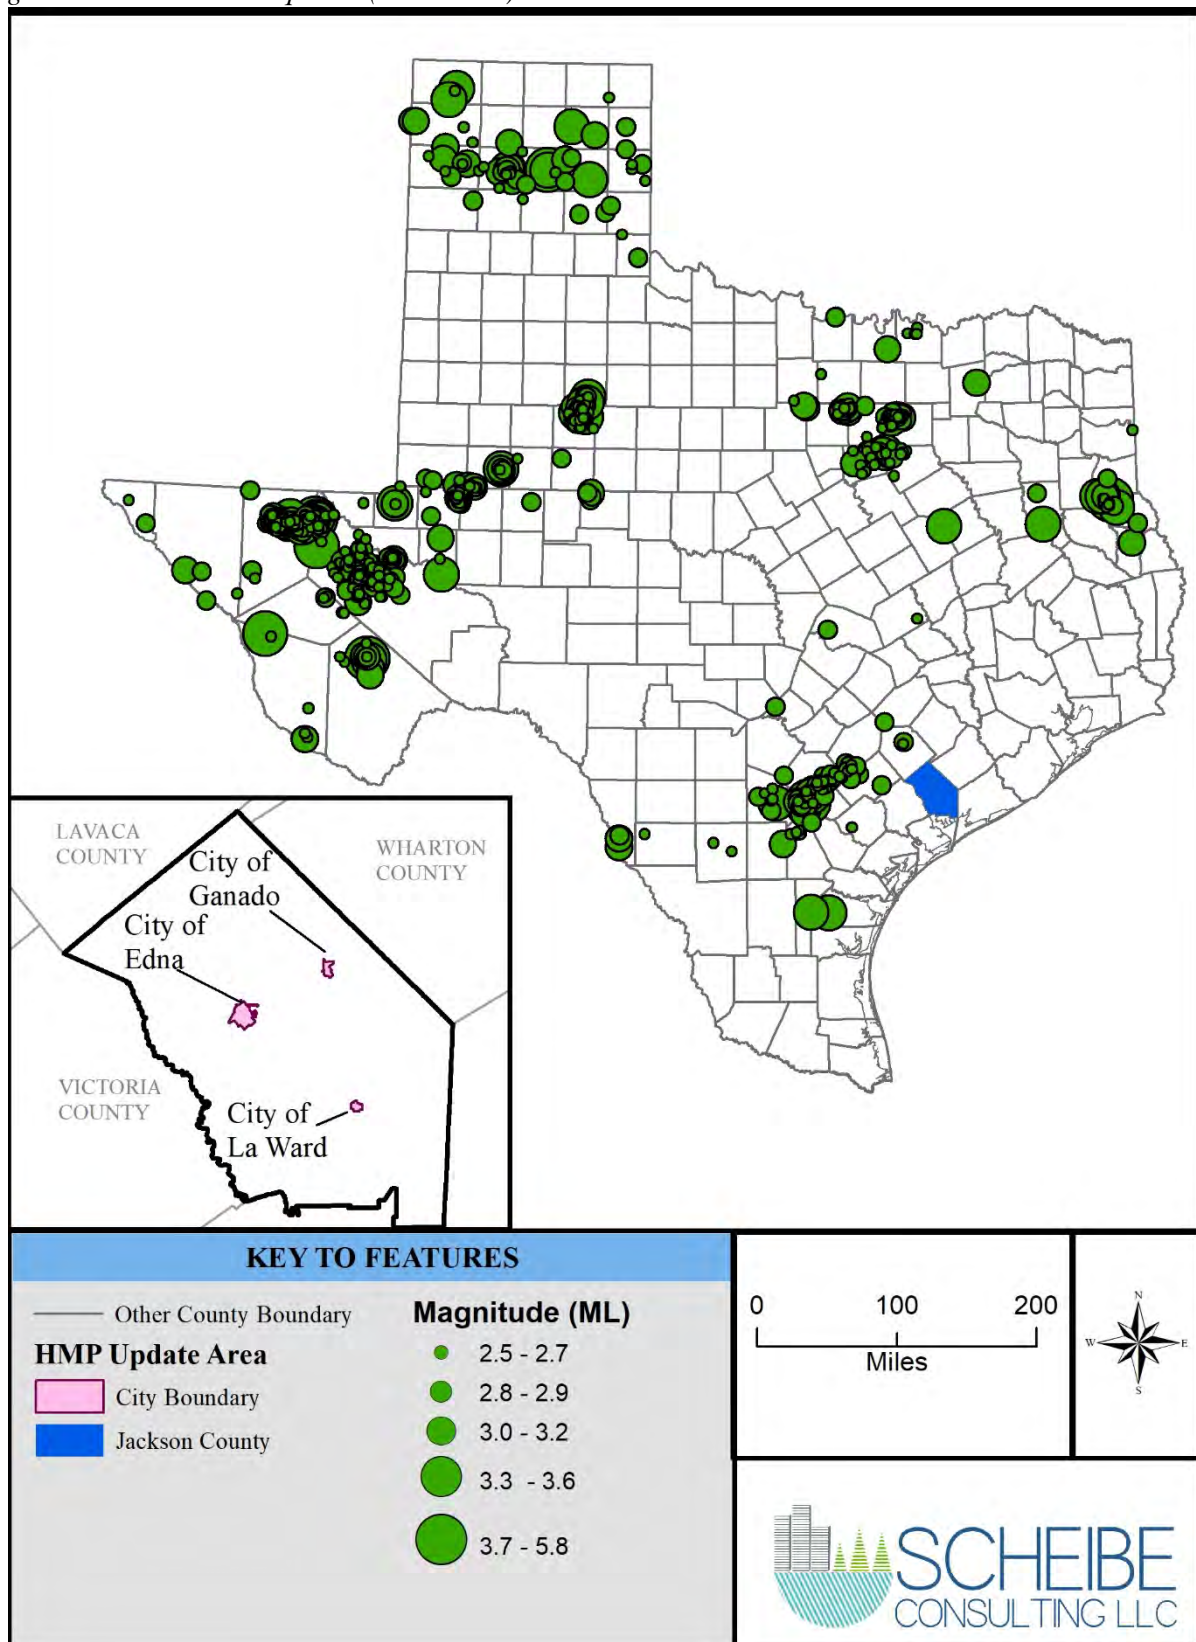 LAVACA
COUNTY
WHARTON
COUNTY
City of
Ganado
City of
Edna
VICTORIA
COUNTY
City of
La Ward
KEY TO FEATURES
Other County Boundary
HMP Update Area
City Boundary
Jackson County
Magnitude (ML)
2.5 - 2.7
2.8 - 2.9
3.0 - 3.2
3.3 - 3.6
3.7 - 5.8
0 100 200
Miles
N
W E
S
SCHEIBE
CONSULTING LLC